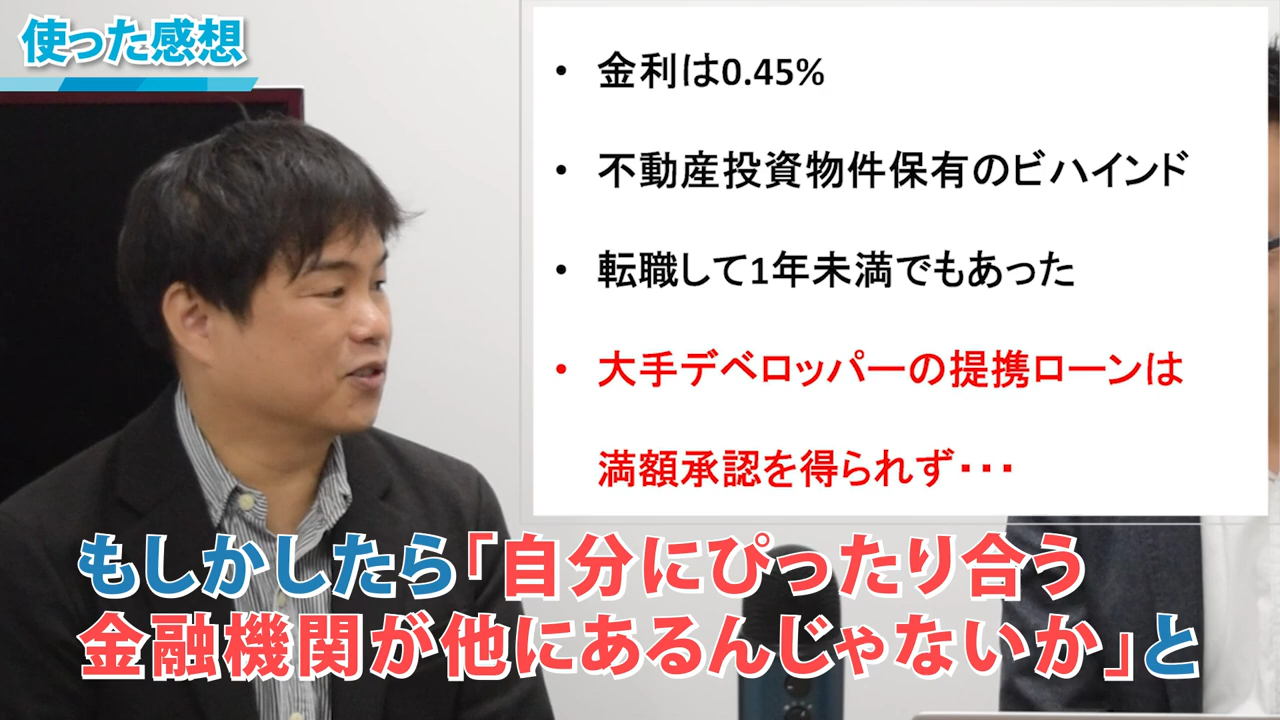 使った感想
• 金利は0.45%
• 不動産投資物件保有のビハインド
• 転職して1年未満でもあった
• 大手デベロッパーの提携ローンは
満額承認を得られず・・・
もしかしたら「自分にぴったり合う
金融機関が他にあるんじゃないか」と